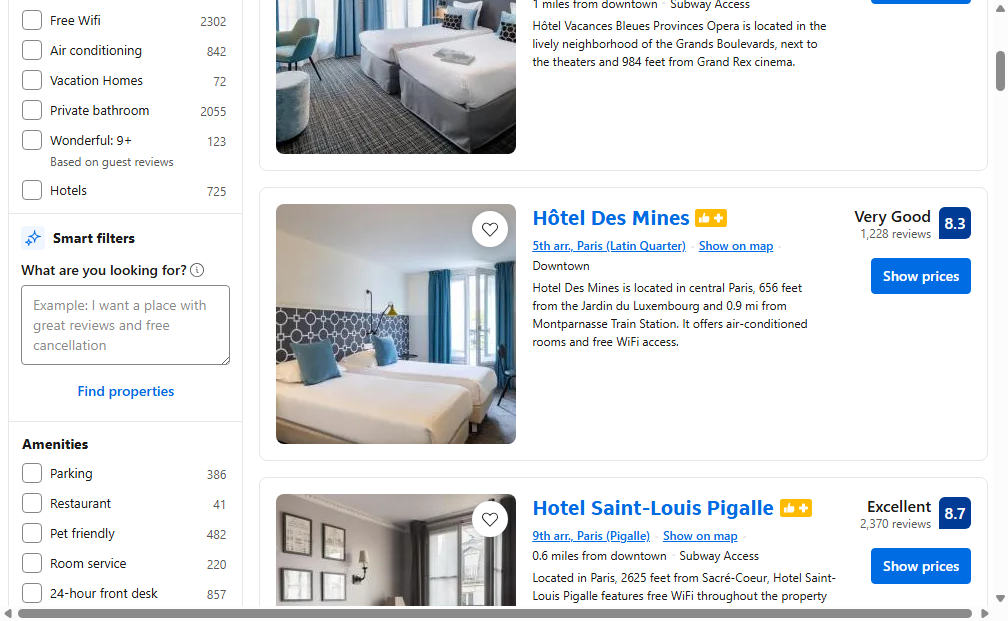 Free Wifi 2302
Air conditioning 842
Vacation Homes 72
Private bathroom 2055
Wonderful: 9+ 123
Based on guest reviews
Hotels 725
Smart filters
What are you looking for?
Example: I want a place with
great reviews and free
cancellation
Find properties
Amenities
Parking 386
Restaurant 41
Pet friendly 482
Room service 220
24-hour front desk 857
1 miles from downtown · Subway Access
Hôtel Vacances Bleues Provinces Opera is located in the
lively neighborhood of the Grands Boulevards, next to
the theaters and 984 feet from Grand Rex cinema.
Hôtel Des Mines
5th arr., Paris (Latin Quarter) · Show on map ·
Downtown
Hotel Des Mines is located in central Paris, 656 feet
from the Jardin du Luxembourg and 0.9 mi from
Montparnasse Train Station. It offers air-conditioned
rooms and free WiFi access.
Very Good 8.3
1,228 reviews
Show prices
Hotel Saint-Louis Pigalle
9th arr., Paris (Pigalle) · Show on map ·
0.6 miles from downtown · Subway Access
Located in Paris, 2625 feet from Sacré-Coeur, Hotel Saint-
Louis Pigalle features free WiFi throughout the property
Excellent 8.7
2,370 reviews
Show prices